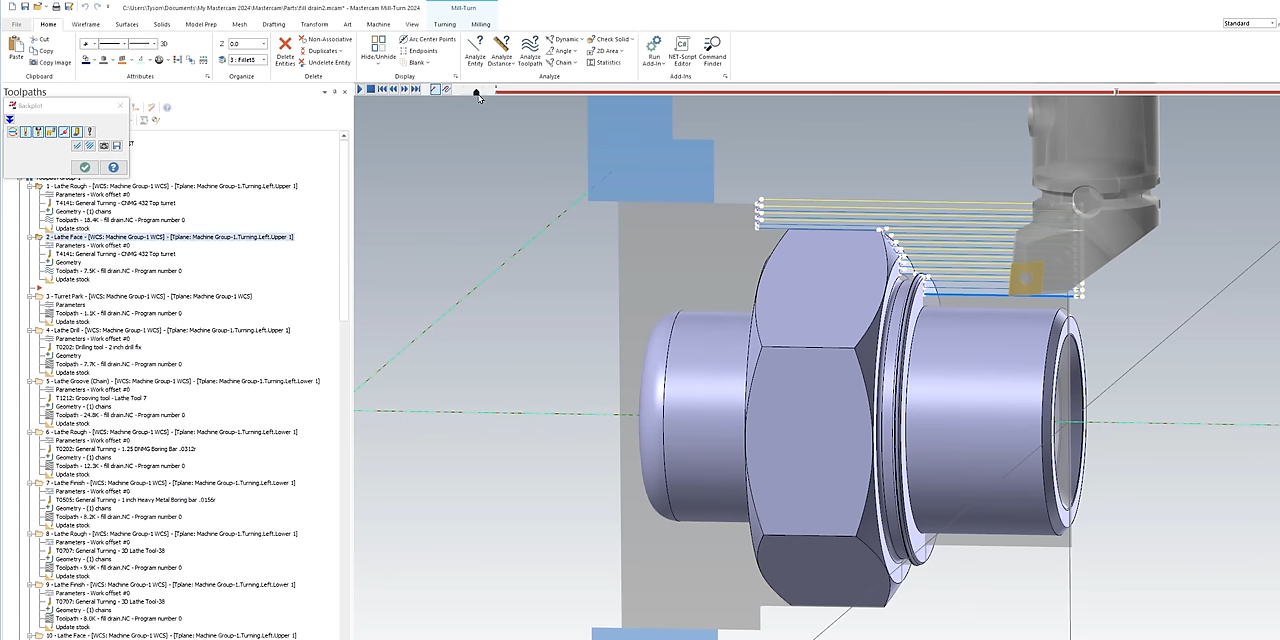 C:\Users\Tyson\Documents\My Mastercam 2024\Mastercam\Parts\fill drain2.mcam* - Mastercam Mill-Turn 2024
Mill-Turn
File Home Wireframe Surfaces Solids Model Prep Mesh Drafting Transform Art Machine View Turning Milling
Standard
Paste
Cut
Copy
Copy Image
Clipboard
3D
Attributes
Z 0.0
3 : Fillet8
Organize
Delete Entities
Non-Associative
Duplicates
Undelete Entity
Delete
Hide/Unhide
Arc Center Points
Endpoints
Blank
Display
Analyze Entity
Analyze Distance
Analyze Toolpath
Dynamic
Angle
Chain
Check Solid
2D Area
Statistics
Analyze
Run Add-In
NET-Script Editor
Command Finder
Add-Ins
Toolpaths
Backplot
1 - Lathe Rough - [WCS: Machine Group-1 WCS] - [Tplane: Machine Group-1.Turning.Left.Upper 1]
Parameters - Work offset #0
T4141: General Turning - CNMG 432 Top turret
Geometry - (1) chains
Toolpath - 18.4K - fill drain.NC - Program number 0
Update stock
2 - Lathe Face - [WCS: Machine Group-1 WCS] - [Tplane: Machine Group-1.Turning.Left.Upper 1]
Parameters - Work offset #0
T4141: General Turning - CNMG 432 Top turret
Geometry
Toolpath - 7.5K - fill drain.NC - Program number 0
Update stock
3 - Turret Park - [WCS: Machine Group-1 WCS] - [Tplane: Machine Group-1 WCS]
Parameters
Toolpath - 1.1K - fill drain.NC - Program number 0
Update stock
4 - Lathe Drill - [WCS: Machine Group-1 WCS] - [Tplane: Machine Group-1.Turning.Left.Upper 1]
Parameters - Work offset #0
T0202: Drilling tool - 2 inch drill fix
Geometry
Toolpath - 7.7K - fill drain.NC - Program number 0
Update stock
5 - Lathe Groove (Chain) - [WCS: Machine Group-1 WCS] - [Tplane: Machine Group-1.Turning.Left.Lower 1]
Parameters - Work offset #0
T1212: Grooving tool - Lathe Tool 7
Geometry - (1) chains
Toolpath - 24.8K - fill drain.NC - Program number 0
Update stock
6 - Lathe Rough - [WCS: Machine Group-1 WCS] - [Tplane: Machine Group-1.Turning.Left.Lower 1]
Parameters - Work offset #0
T0202: General Turning - 1.25 DNMG Boring Bar .0312r
Geometry - (1) chains
Toolpath - 12.3K - fill drain.NC - Program number 0
Update stock
7 - Lathe Finish - [WCS: Machine Group-1 WCS] - [Tplane: Machine Group-1.Turning.Left.Lower 1]
Parameters - Work offset #0
T0505: General Turning - 1 inch Heavy Metal Boring bar .0156r
Geometry - (1) chains
Toolpath - 8.2K - fill drain.NC - Program number 0
Update stock
8 - Lathe Rough - [WCS: Machine Group-1 WCS] - [Tplane: Machine Group-1.Turning.Left.Lower 1]
Parameters - Work offset #0
T0707: General Turning - 3D Lathe Tool-38
Geometry - (1) chains
Toolpath - 9.9K - fill drain.NC - Program number 0
Update stock
9 - Lathe Finish - [WCS: Machine Group-1 WCS] - [Tplane: Machine Group-1.Turning.Left.Lower 1]
Parameters - Work offset #0
T0707: General Turning - 3D Lathe Tool-38
Geometry - (1) chains
Toolpath - 8.0K - fill drain.NC - Program number 0
Update stock
10 - Lathe Face - [WCS: Machine Group-1 WCS] - [Tplane: Machine Group-1.Turning.Left.Upper 1]